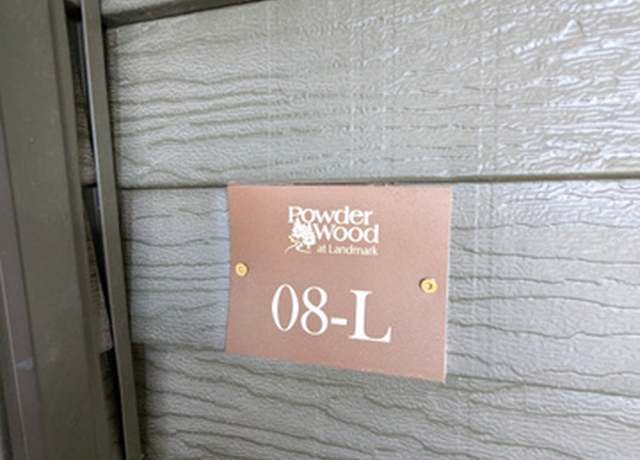 Powder
Wood
at Landmark
08-L